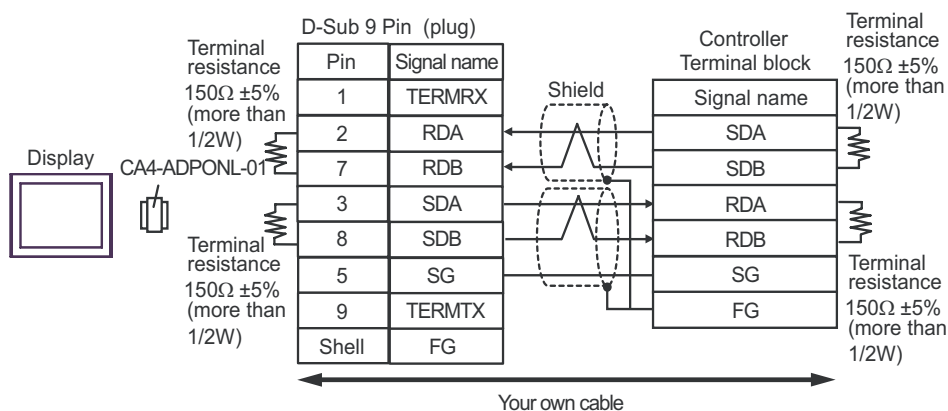 D-Sub 9 Pin (plug)
Terminal
resistance
150Ω ±5%
(more than
1/2W)
Display
CA4-ADPONL-01
Terminal
resistance
150Ω ±5%
(more than
1/2W)
Pin Signal name
1 TERMRX
2 RDA
7 RDB
3 SDA
8 SDB
5 SG
9 TERMTX
Shell FG
Shield
Controller
Terminal block
Signal name
SDA
SDB
RDA
RDB
SG
FG
Terminal
resistance
150Ω ±5%
(more than
1/2W)
Terminal
resistance
150Ω ±5%
(more than
1/2W)
Your own cable